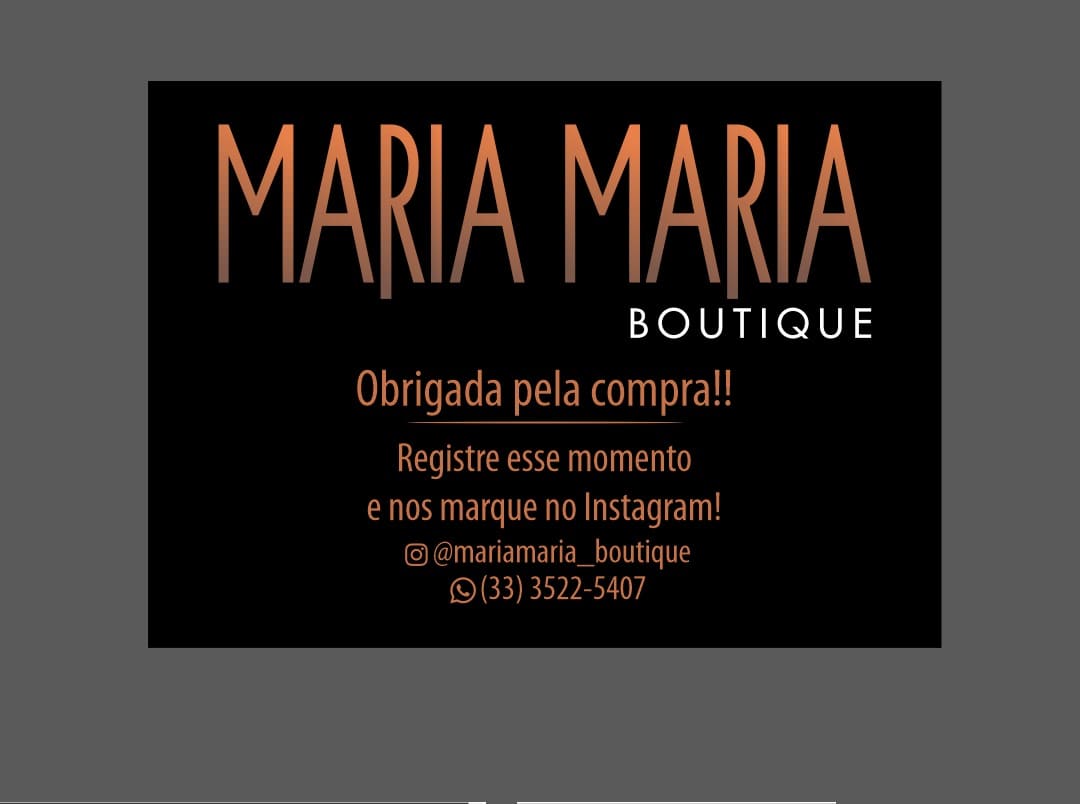 MARIA MARIA
BOUTIQUE
Obrigada pela compra!!
Registre esse momento
e nos marque no Instagram!
@mariamaria_boutique
(33) 3522-5407